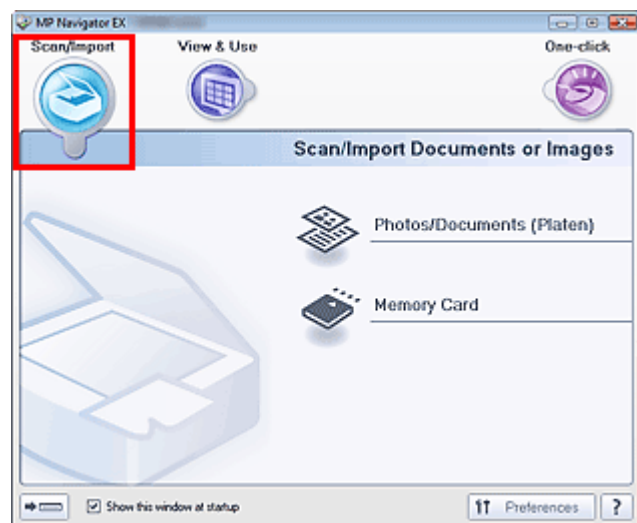 MP Navigator EX
Scan/Import View & Use One-click
Scan/Import Documents or Images
Photos/Documents (Platen)
Memory Card
Show this window at startup
Preferences ?